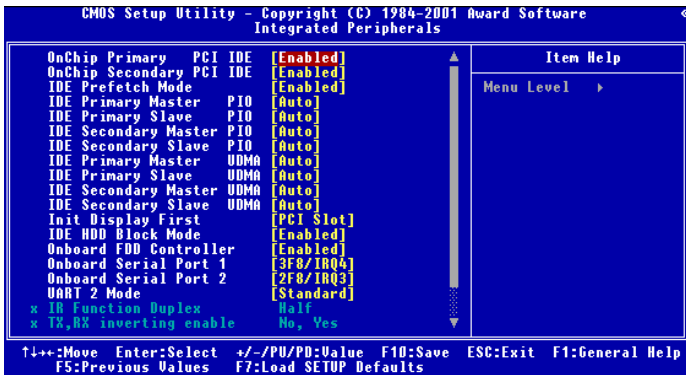 CMOS Setup Utility - Copyright (C) 1984-2001 Award Software
Integrated Peripherals
OnChip Primary PCI IDE [Enabled]
OnChip Secondary PCI IDE [Enabled]
IDE Prefetch Mode [Enabled]
IDE Primary Master PIO [Auto]
IDE Primary Slave PIO [Auto]
IDE Secondary Master PIO [Auto]
IDE Secondary Slave PIO [Auto]
IDE Primary Master UDMA [Auto]
IDE Primary Slave UDMA [Auto]
IDE Secondary Master UDMA [Auto]
IDE Secondary Slave UDMA [Auto]
Init Display First [PCI Slot]
IDE HDD Block Mode [Enabled]
Onboard FDD Controller [Enabled]
Onboard Serial Port 1 [3F8/IRQ4]
Onboard Serial Port 2 [2F8/IRQ3]
UART 2 Mode [Standard]
x IR Function Duplex Half
x TX,RX inverting enable No, Yes
Item Help
Menu Level ▸
↑↓→←:Move Enter:Select +/-/PU/PD:Value F10:Save ESC:Exit F1:General Help
F5:Previous Values F7:Load SETUP Defaults